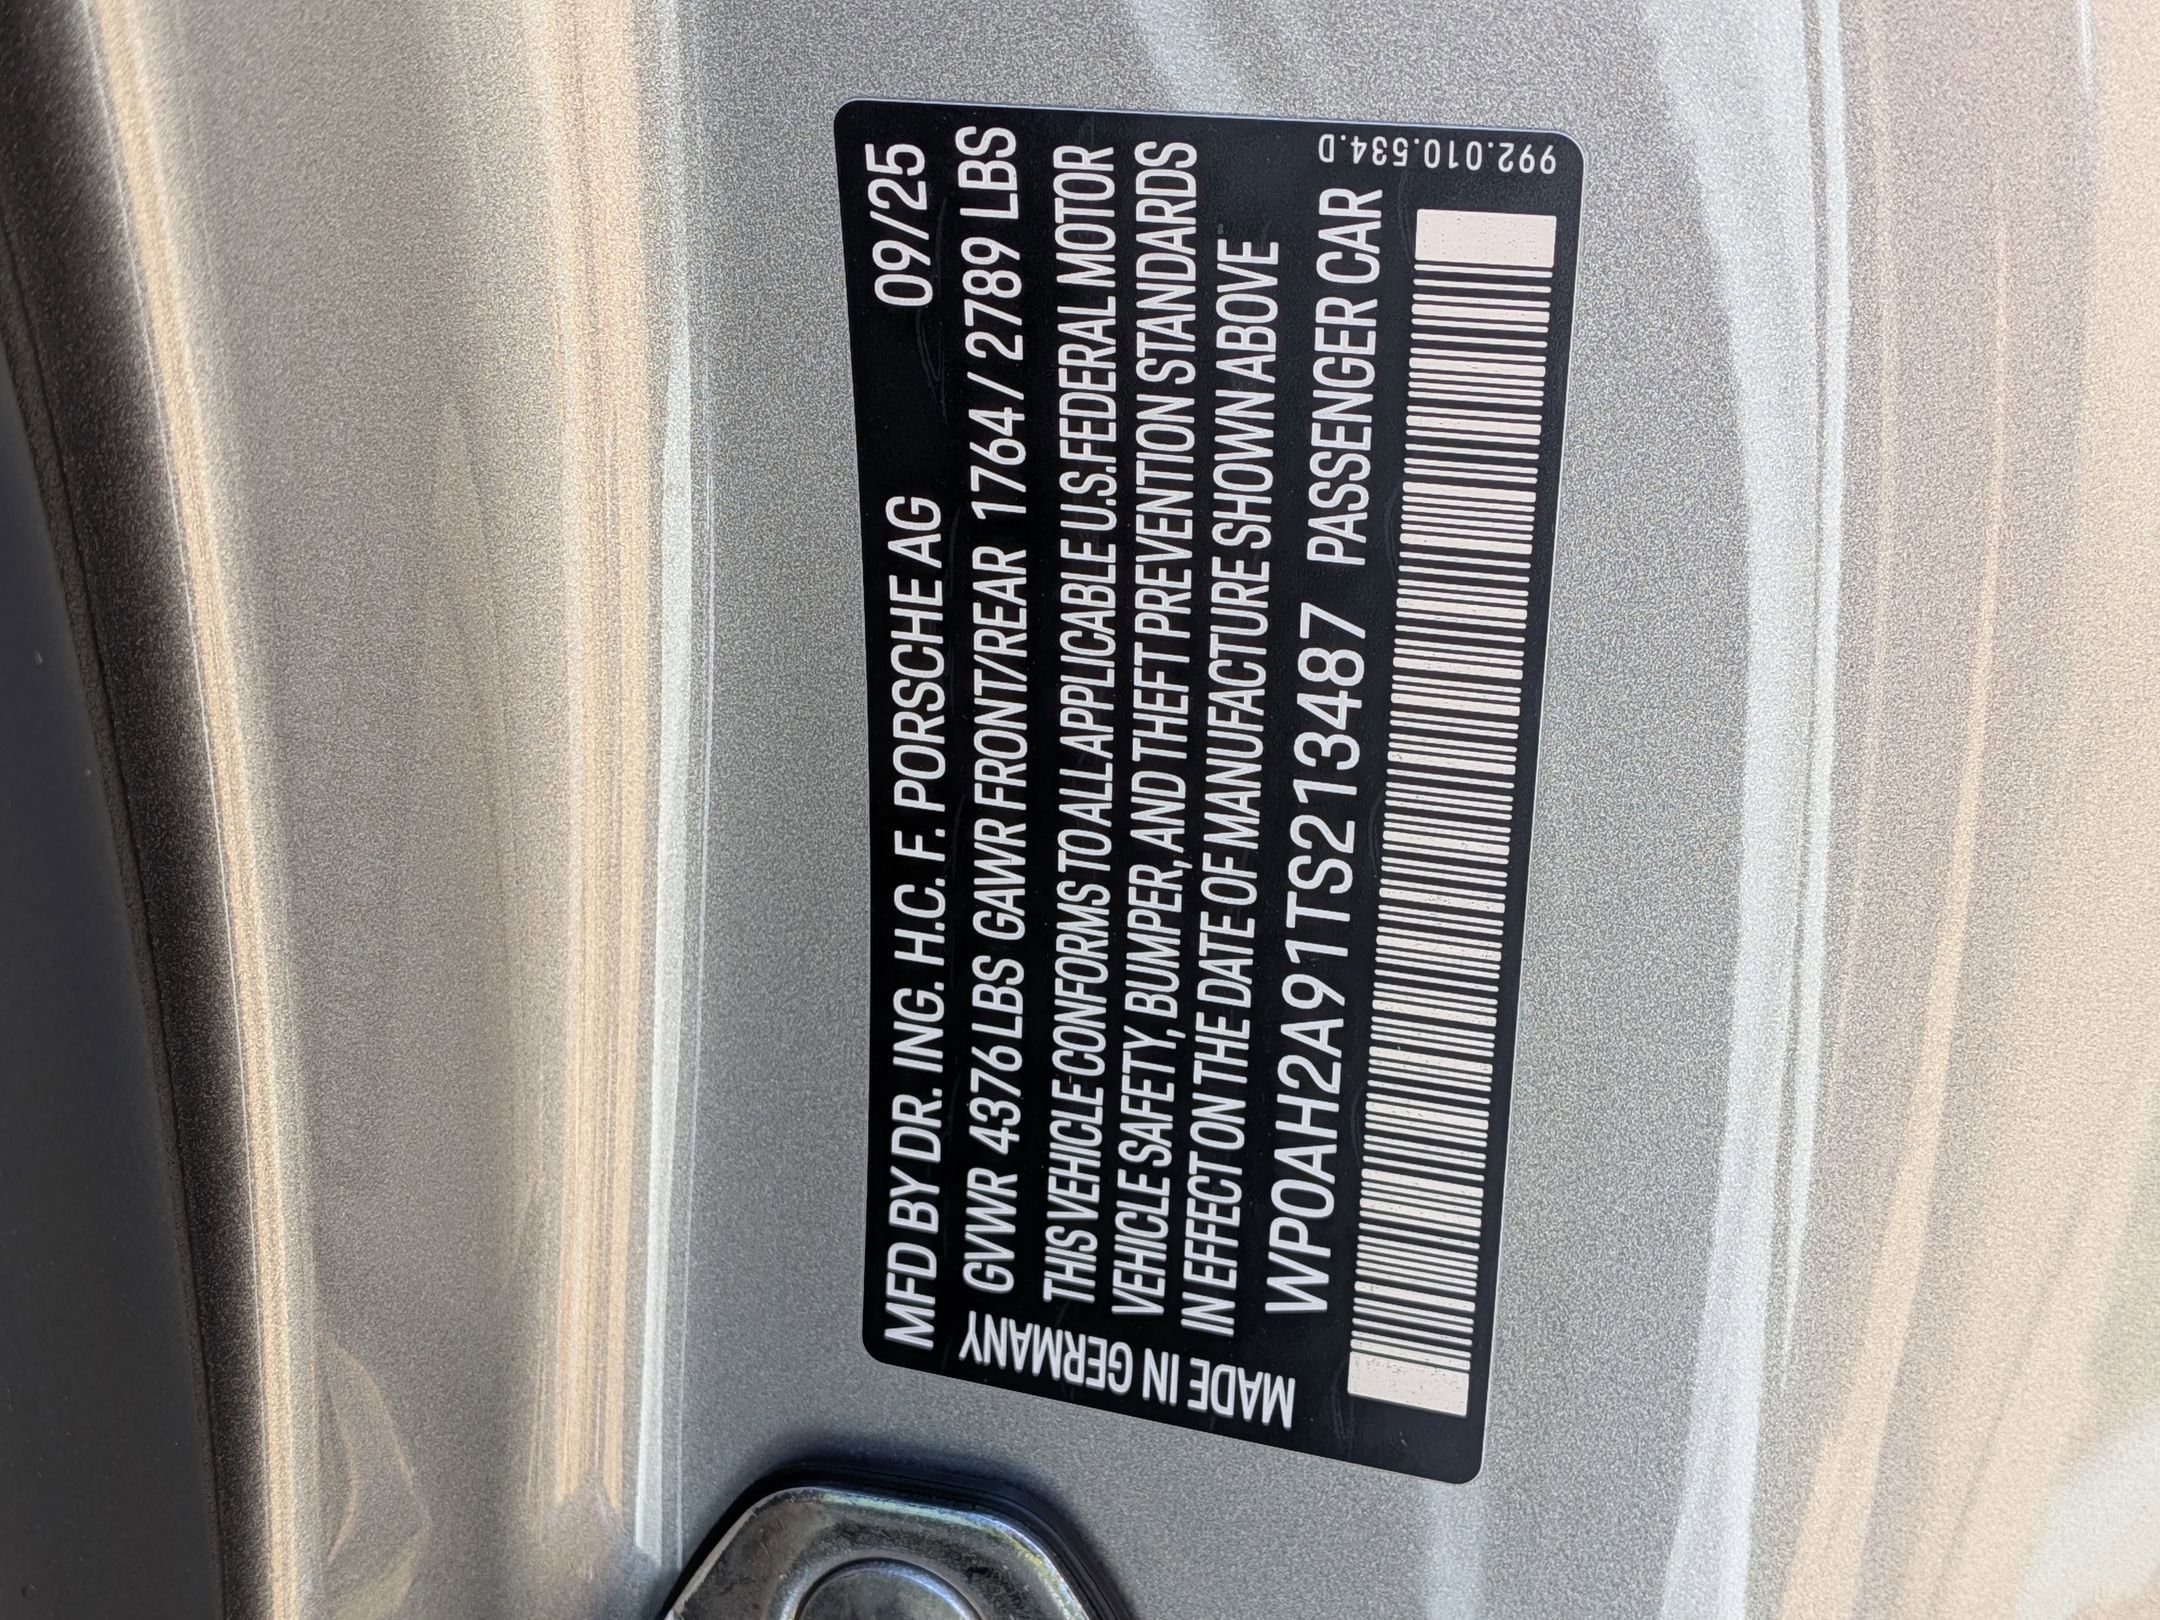 MFD BY DR. ING. H.C. F. PORSCHE AG 09/25
GVWR 4376 LBS GAWR FRONT/REAR 1764 / 2789 LBS
THIS VEHICLE CONFORMS TO ALL APPLICABLE U.S.FEDERAL MOTOR
VEHICLE SAFETY, BUMPER, AND THEFT PREVENTION STANDARDS
IN EFFECT ON THE DATE OF MANUFACTURE SHOWN ABOVE
WP0AH2A91TS213487 PASSENGER CAR
MADE IN GERMANY
992.010.534.D